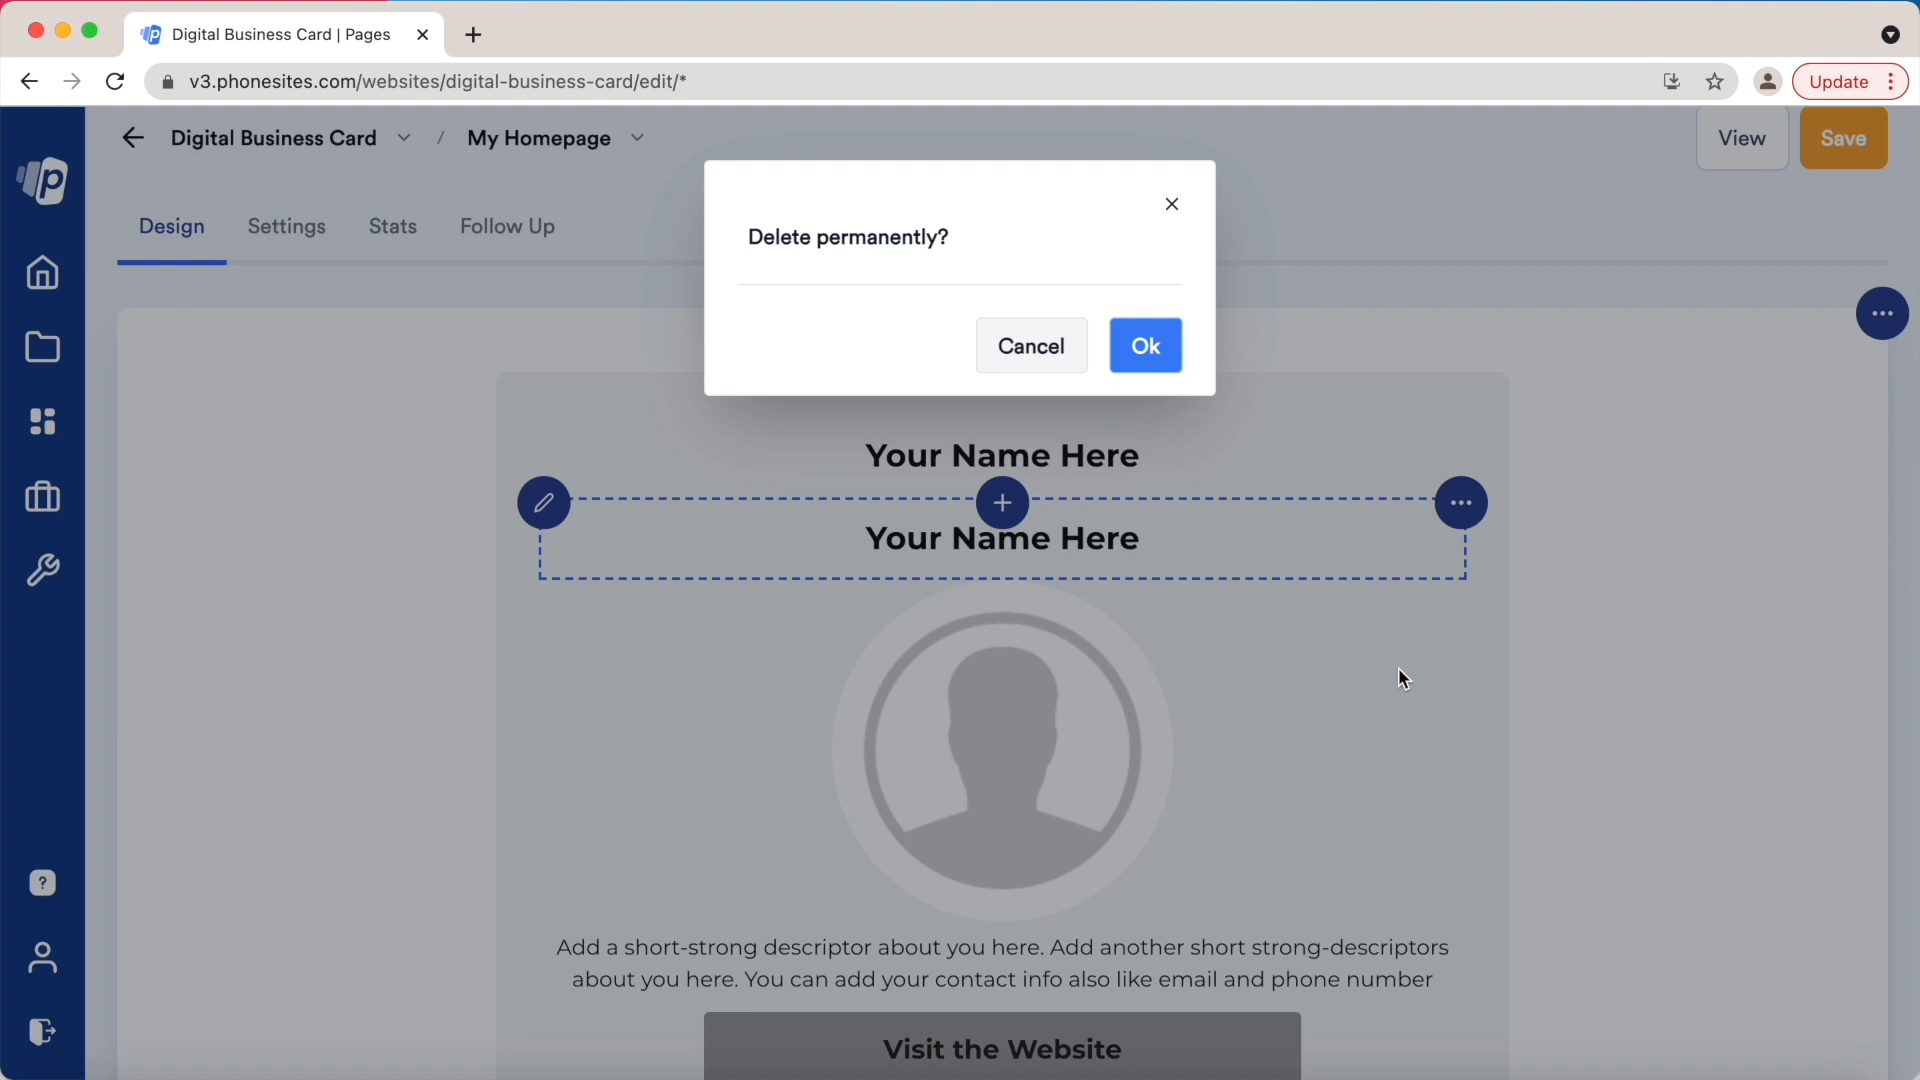 Digital Business Card | Pages
v3.phonesites.com/websites/digital-business-card/edit/*
Update
Digital Business Card / My Homepage
View
Save
Design
Settings
Stats
Follow Up
Delete permanently?
Cancel
Ok
Your Name Here
Your Name Here
Add a short-strong descriptor about you here. Add another short strong-descriptors
about you here. You can add your contact info also like email and phone number
Visit the Website